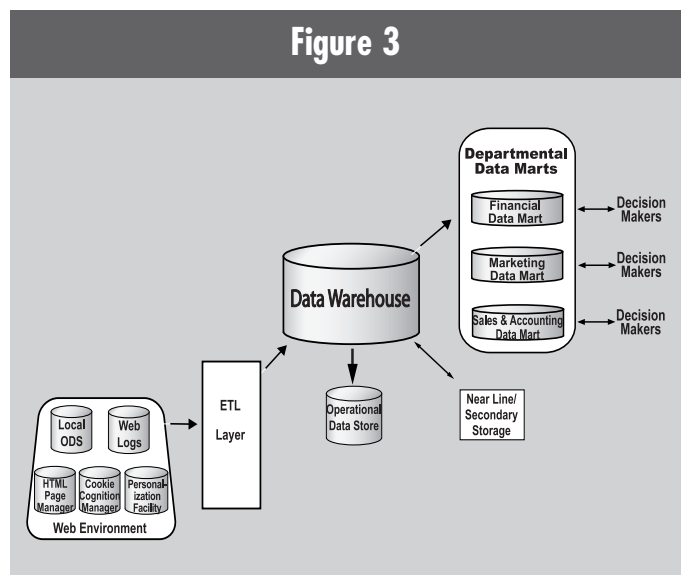 Figure 3
Departmental
Data Marts
Financial
Data Mart
Decision
Makers
Marketing
Data Mart
Decision
Makers
Sales & Accounting
Data Mart
Decision
Makers
Data Warehouse
ETL
Layer
Operational
Data Store
Near Line/
Secondary
Storage
Local
ODS
Web
Logs
HTML
Page
Manager
Cookie
Cognition
Manager
Personal-
ization
Facility
Web Environment